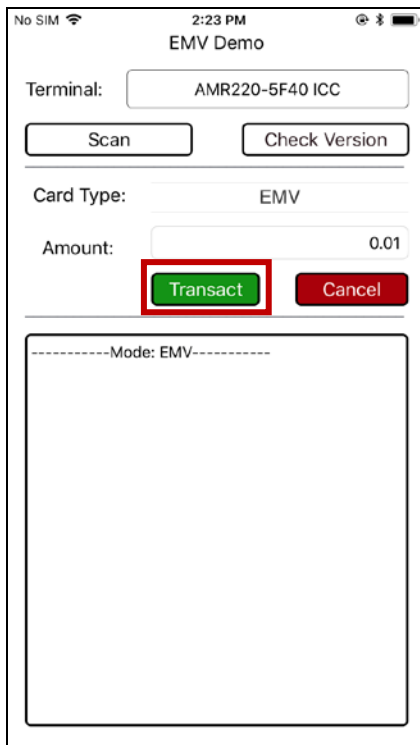 No SIM 2:23 PM
EMV Demo
Terminal: AMR220-5F40 ICC
Scan Check Version
Card Type: EMV
Amount: 0.01
Transact Cancel
-----------Mode: EMV-----------